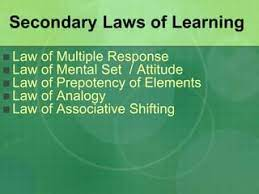 Secondary Laws of Learning
Law of Multiple Response
Law of Mental Set / Attitude
Law of Prepotency of Elements
Law of Analogy
Law of Associative Shifting